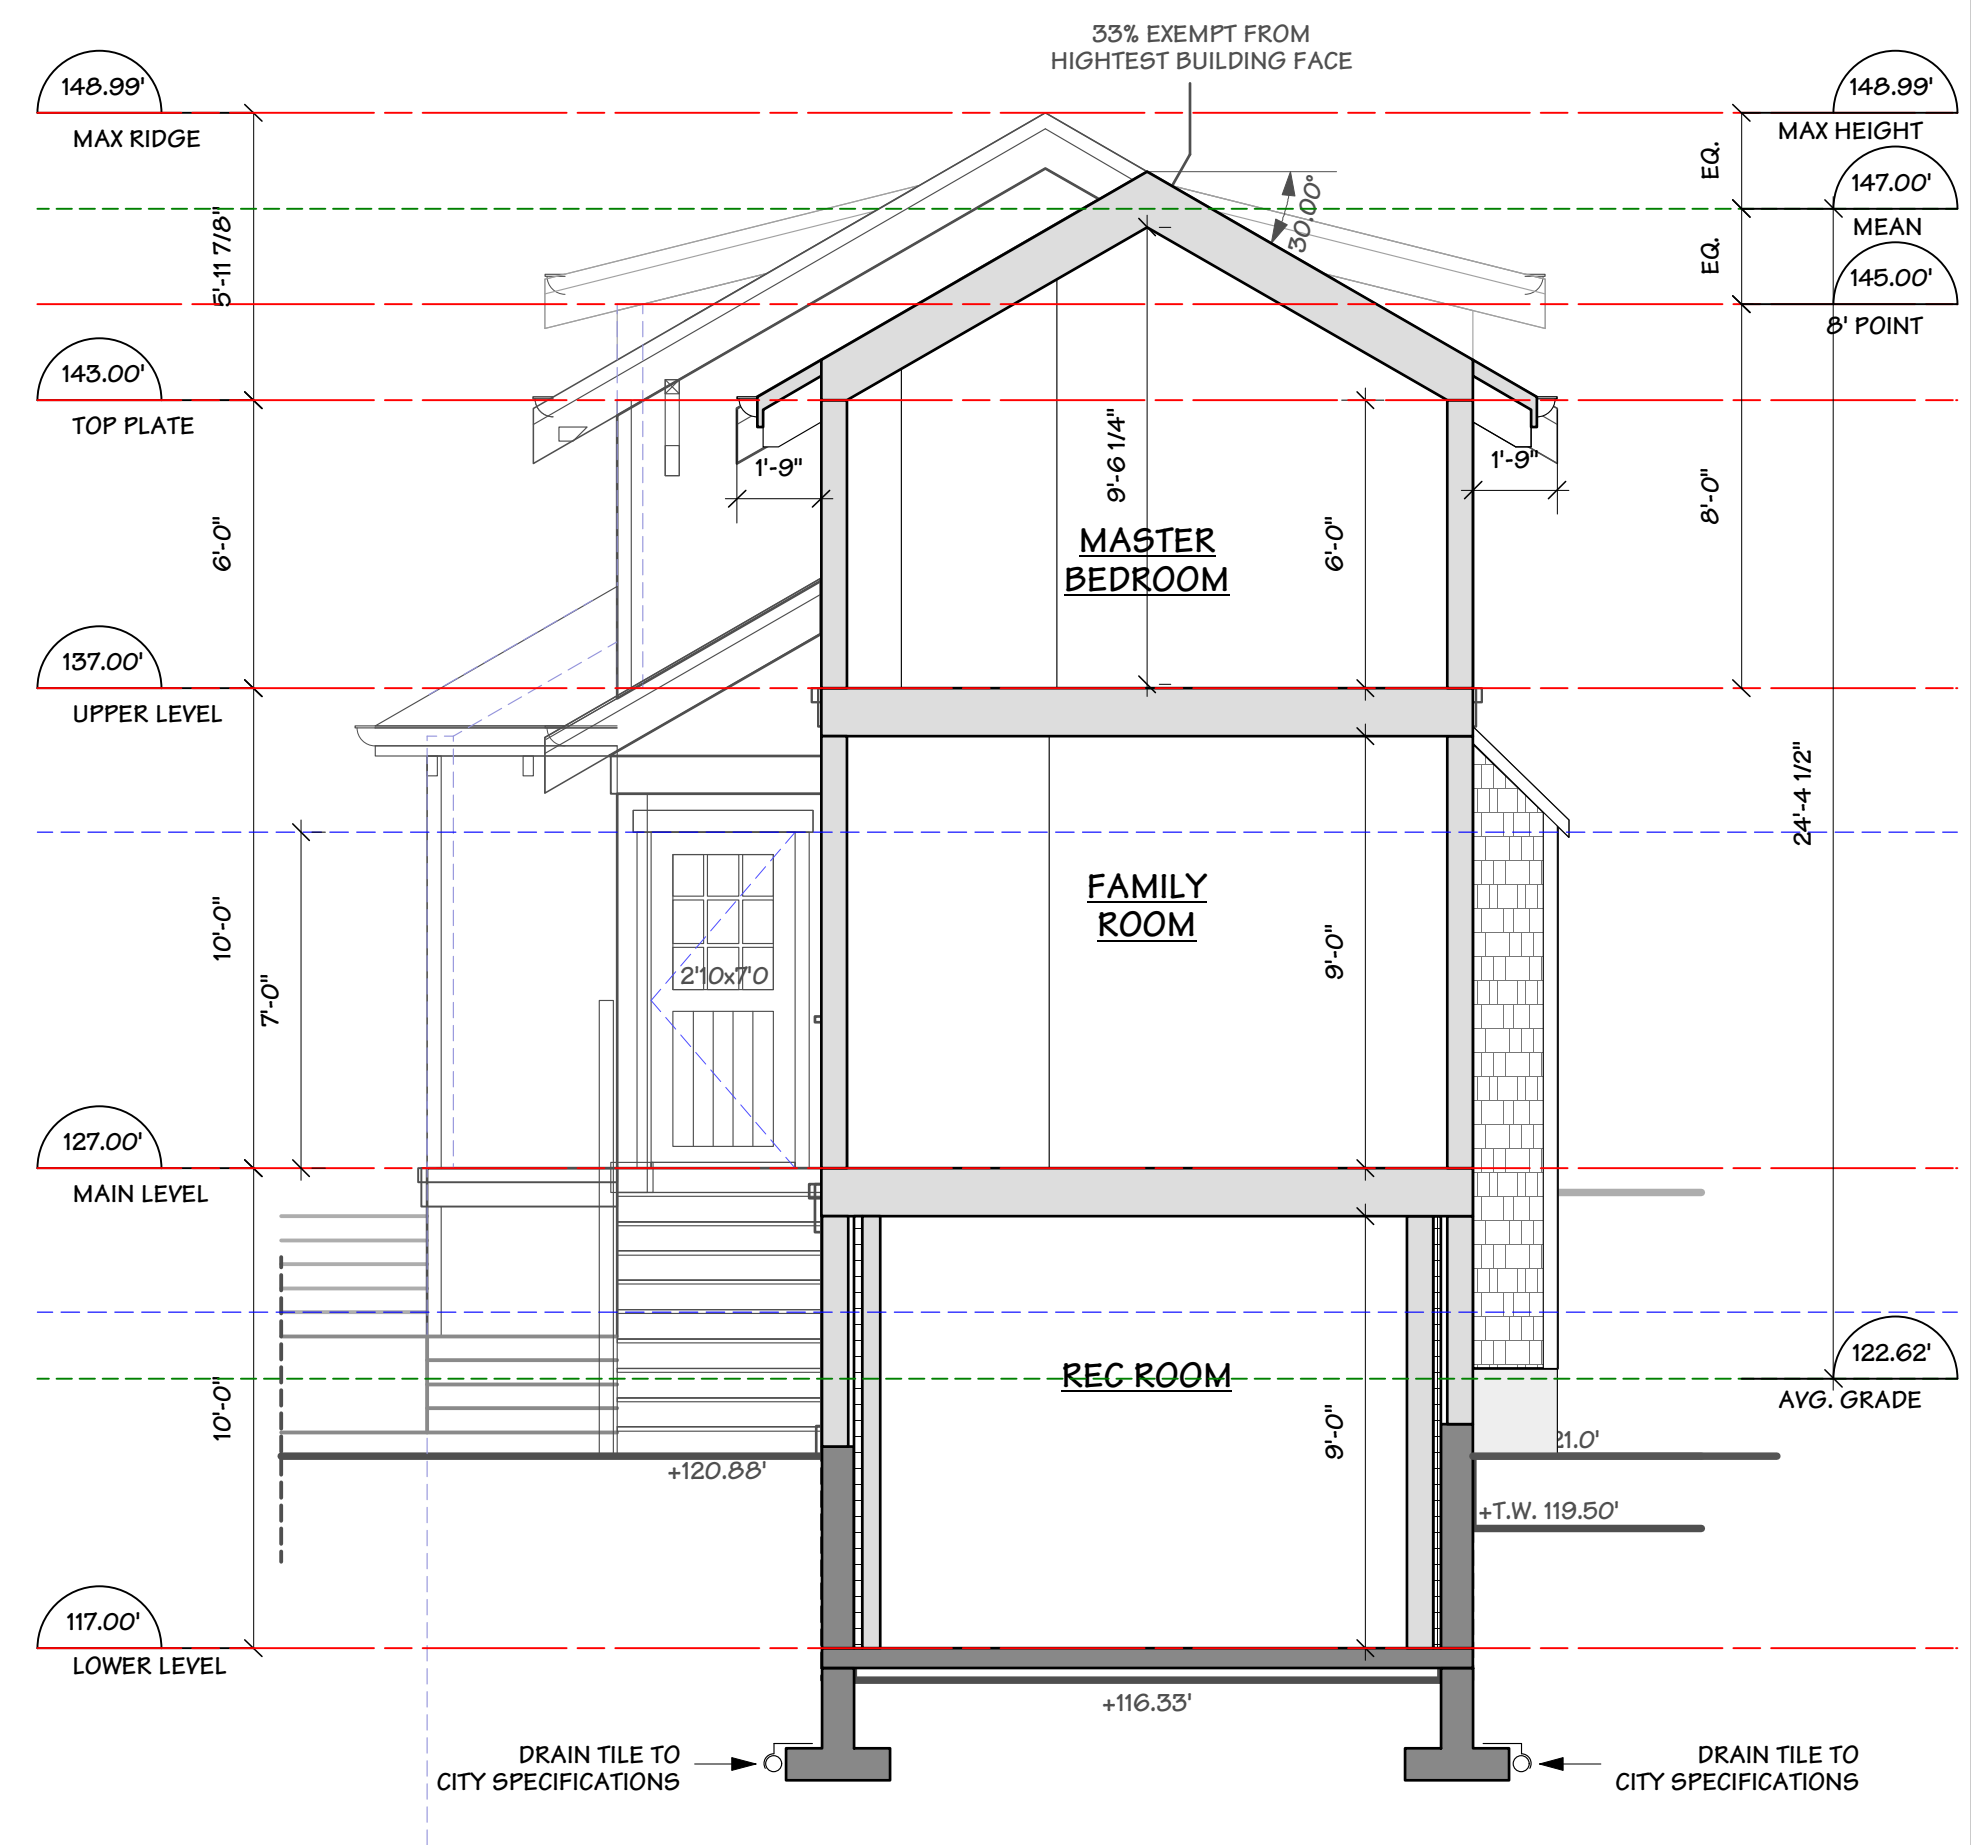 33% EXEMPT FROM
HIGHTEST BUILDING FACE
148.99'
MAX RIDGE
148.99'
MAX HEIGHT
EQ.
147.00'
MEAN
30.00°
5'-11 7/8"
EQ.
145.00'
8' POINT
143.00'
TOP PLATE
1'-9"
9'-6 1/4"
1'-9"
8'-0"
6'-0"
MASTER
BEDROOM
6'-0"
137.00'
UPPER LEVEL
24'-4 1/2"
FAMILY
ROOM
10'-0"
9'-0"
7'-0"
2'10x7'0
127.00'
MAIN LEVEL
122.62'
AVG. GRADE
REC ROOM
10'-0"
9'-0"
+120.88'
21.0'
+T.W. 119.50'
117.00'
LOWER LEVEL
+116.33'
DRAIN TILE TO
CITY SPECIFICATIONS
DRAIN TILE TO
CITY SPECIFICATIONS